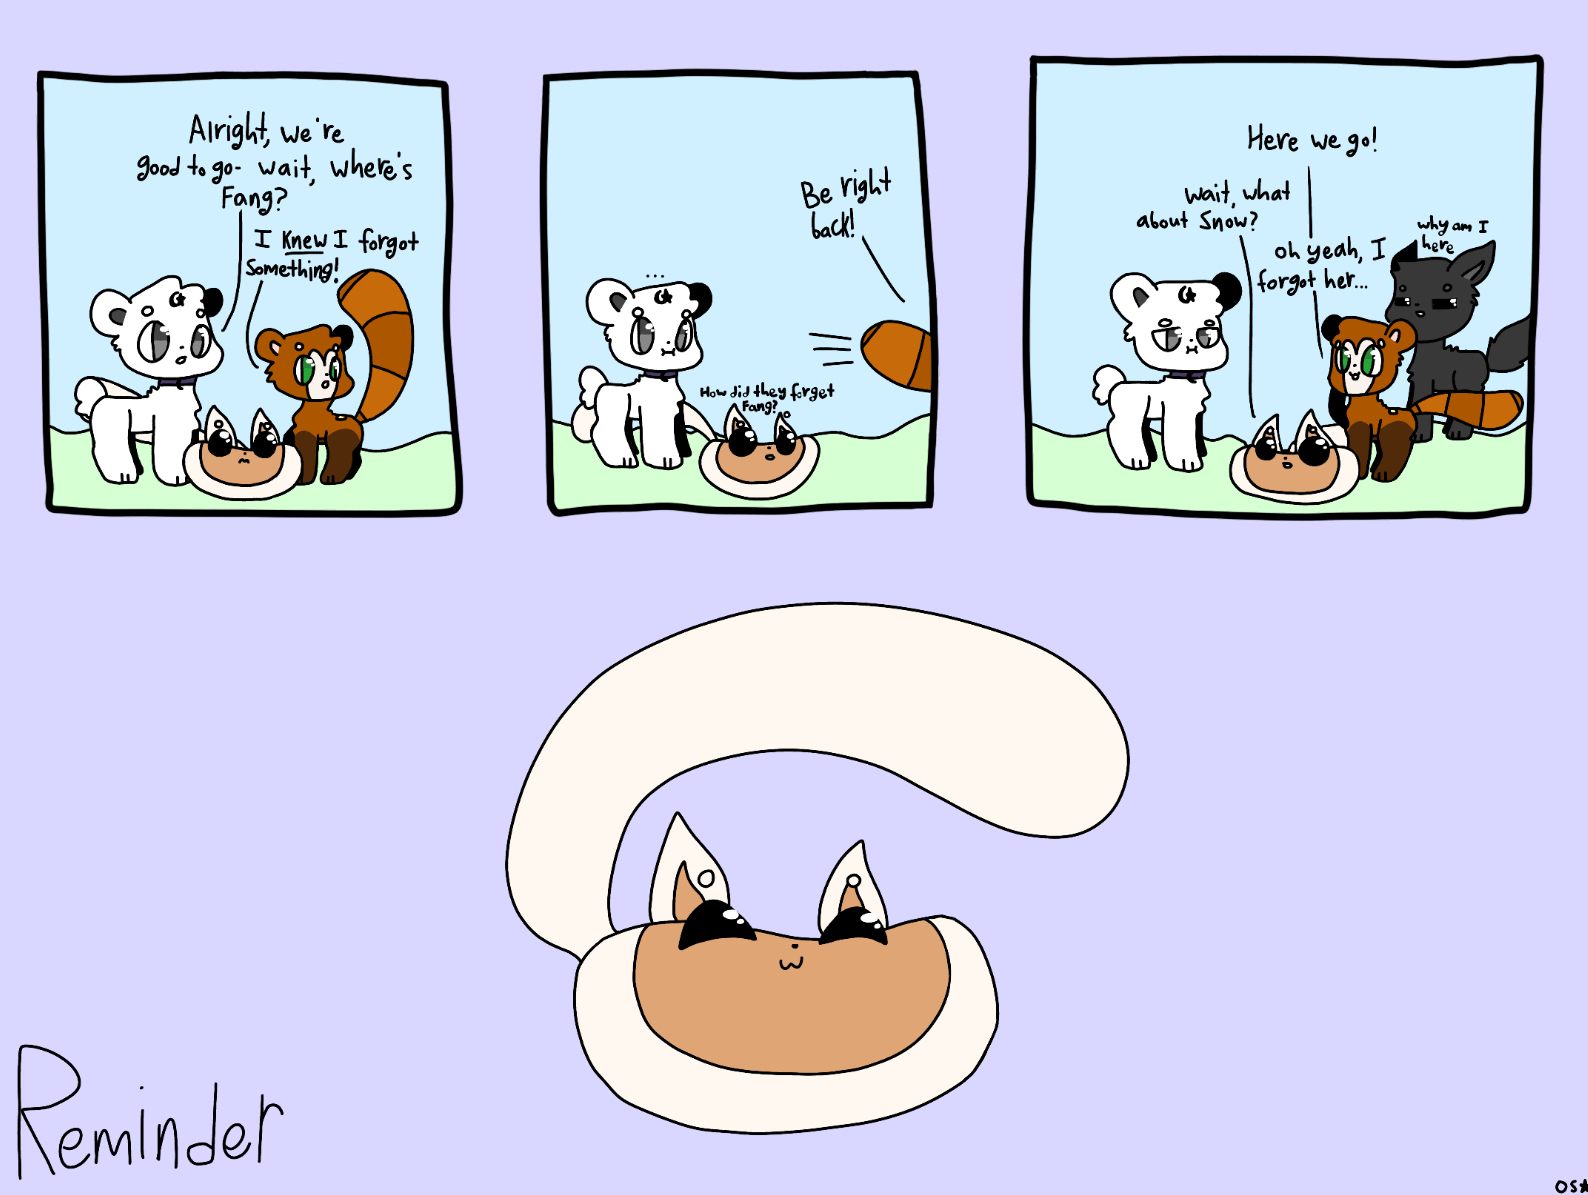 Alright, we're
good to go- wait, where's
Fang?
I Knew I forgot
Something!
...
Be right
back!
How did they forget
Fang?
Here we go!
Wait, what
about Snow?
Oh yeah, I
forgot her...
why am I
here
Reminder
OS